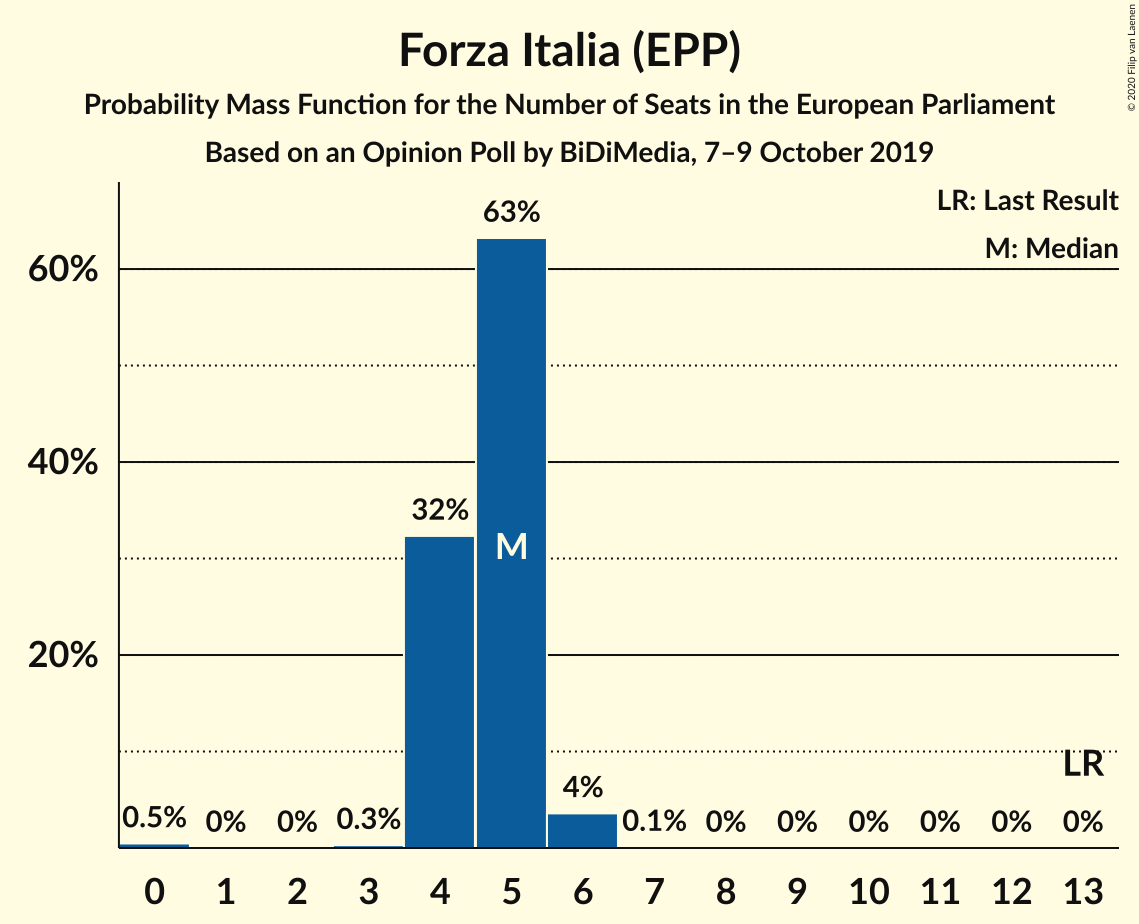 Forza Italia (EPP)
Probability Mass Function for the Number of Seats in the European Parliament
Based on an Opinion Poll by BiDiMedia, 7–9 October 2019
© 2020 Filip van Laenen
LR: Last Result
M: Median
63%
60%
40%
32%
M
20%
LR
4%
0.5% 0% 0% 0.3% 0.1% 0% 0% 0% 0% 0% 0%
0 1 2 3 4 5 6 7 8 9 10 11 12 13